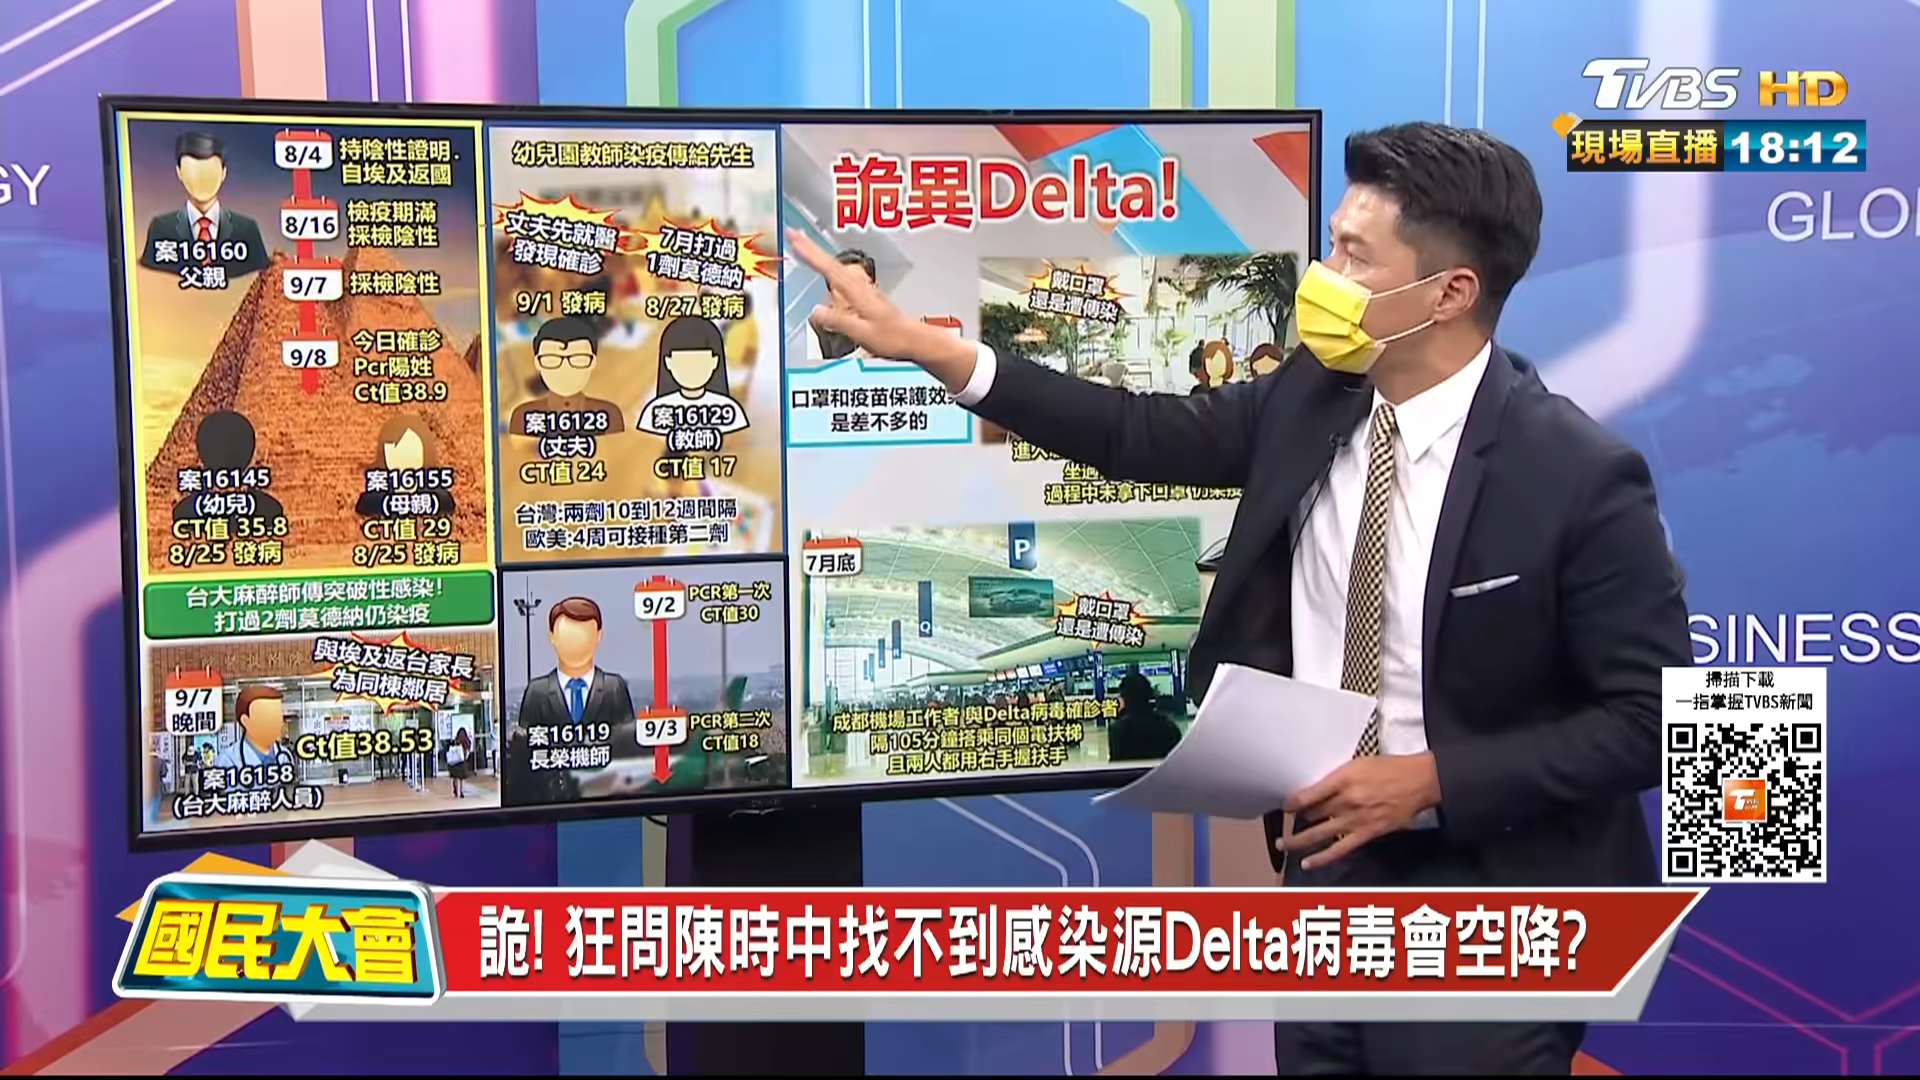 TVBS HD
現場直播 18:12
GY
GLO
SINESS
8/4
持陰性證明.
自埃及返國
8/16
檢疫期滿
採檢陰性
案16160
父親
9/7
採檢陰性
9/8
今日確診
Pcr陽姓
Ct值38.9
案16145
(幼兒)
CT值 35.8
8/25 發病
案16155
(母親)
CT值 29
8/25 發病
台大麻醉師傳突破性感染!
打過2劑莫德納仍染疫
與埃及返台家長
為同棟鄰居
9/7
晚間
Ct值38.53
案16158
(台大麻醉人員)
幼兒園教師染疫傳給先生
丈夫先就醫
發現確診
7月打過
1劑莫德納
9/1 發病
8/27 發病
案16128
(丈夫)
CT值 24
案16129
(教師)
CT值 17
台灣:兩劑10到12週間隔
歐美:4周可接種第二劑
9/2
PCR第一次
CT值30
案16119
長榮機師
9/3
PCR第二次
CT值18
詭異Delta!
戴口罩
還是遭傳染
口罩和疫苗保護效
是差不多的
進入
坐過
過程中未拿下口罩 仍染疫
7月底
P
Q
戴口罩
還是遭傳染
成都機場工作者 與Delta病毒確診者
隔105分鐘搭乘同個電扶梯
且兩人都用右手握扶手
掃描下載
一指掌握TVBS新聞
國民大會
詭! 狂問陳時中找不到感染源Delta病毒會空降?